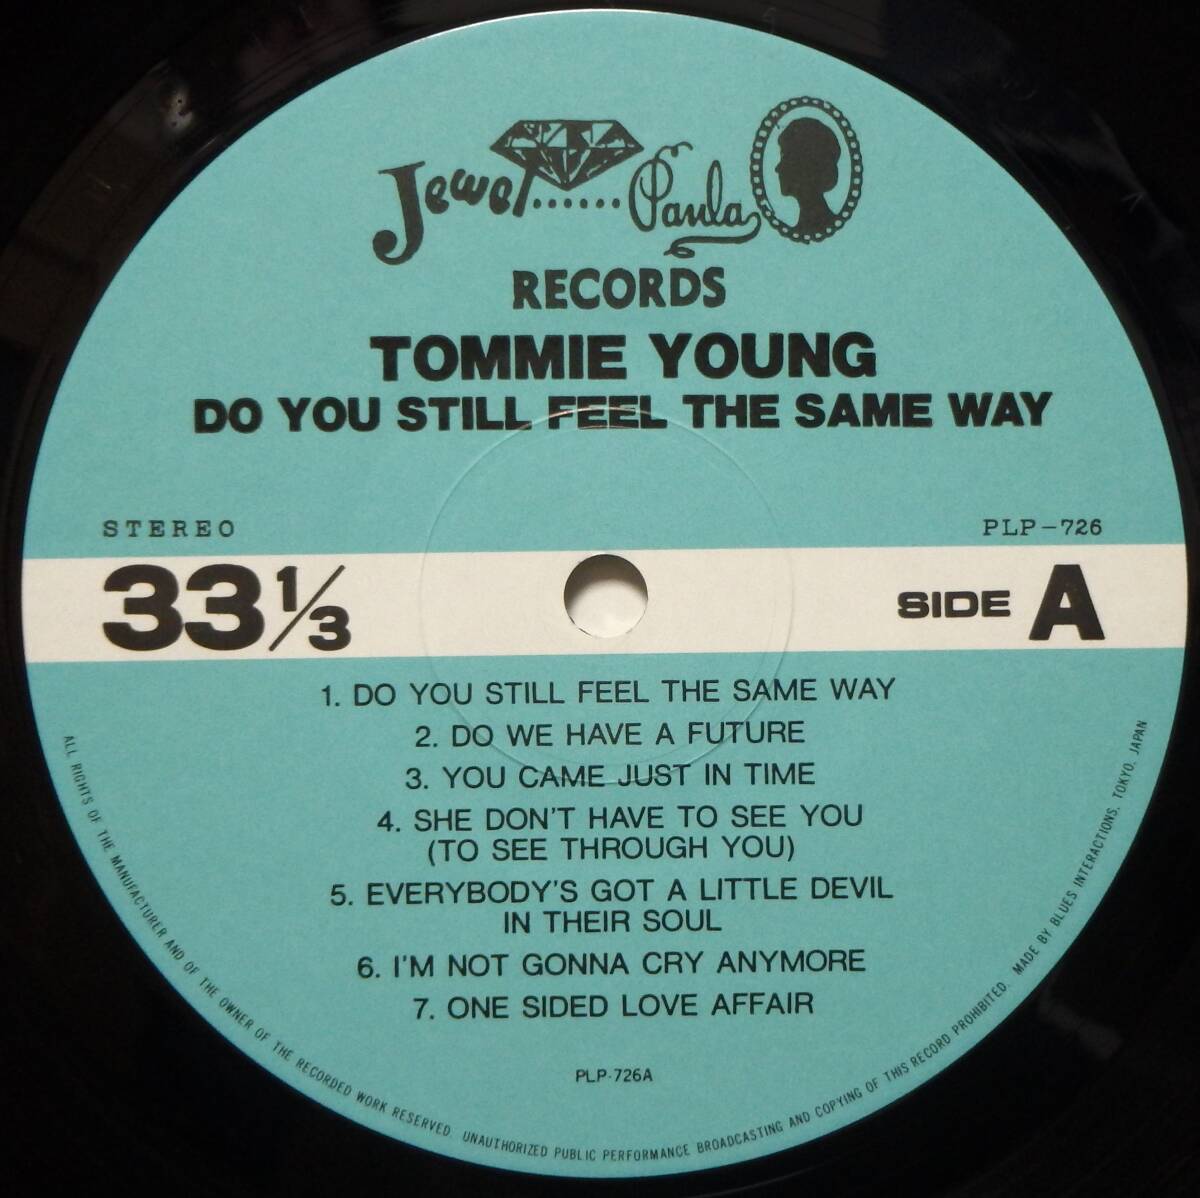 Jewel......Paula
RECORDS
TOMMIE YOUNG
DO YOU STILL FEEL THE SAME WAY
STEREO
PLP-726
33 1/3
SIDE A
1. DO YOU STILL FEEL THE SAME WAY
2. DO WE HAVE A FUTURE
3. YOU CAME JUST IN TIME
4. SHE DON'T HAVE TO SEE YOU
(TO SEE THROUGH YOU)
5. EVERYBODY'S GOT A LITTLE DEVIL
IN THEIR SOUL
6. I'M NOT GONNA CRY ANYMORE
7. ONE SIDED LOVE AFFAIR
PLP-726A
ALL RIGHTS OF THE MANUFACTURER AND OF THE OWNER OF THE RECORDED WORK RESERVED. UNAUTHORIZED PUBLIC PERFORMANCE BROADCASTING AND COPYING OF THIS RECORD PROHIBITED. MADE BY BLUES INTERACTIONS, TOKYO, JAPAN